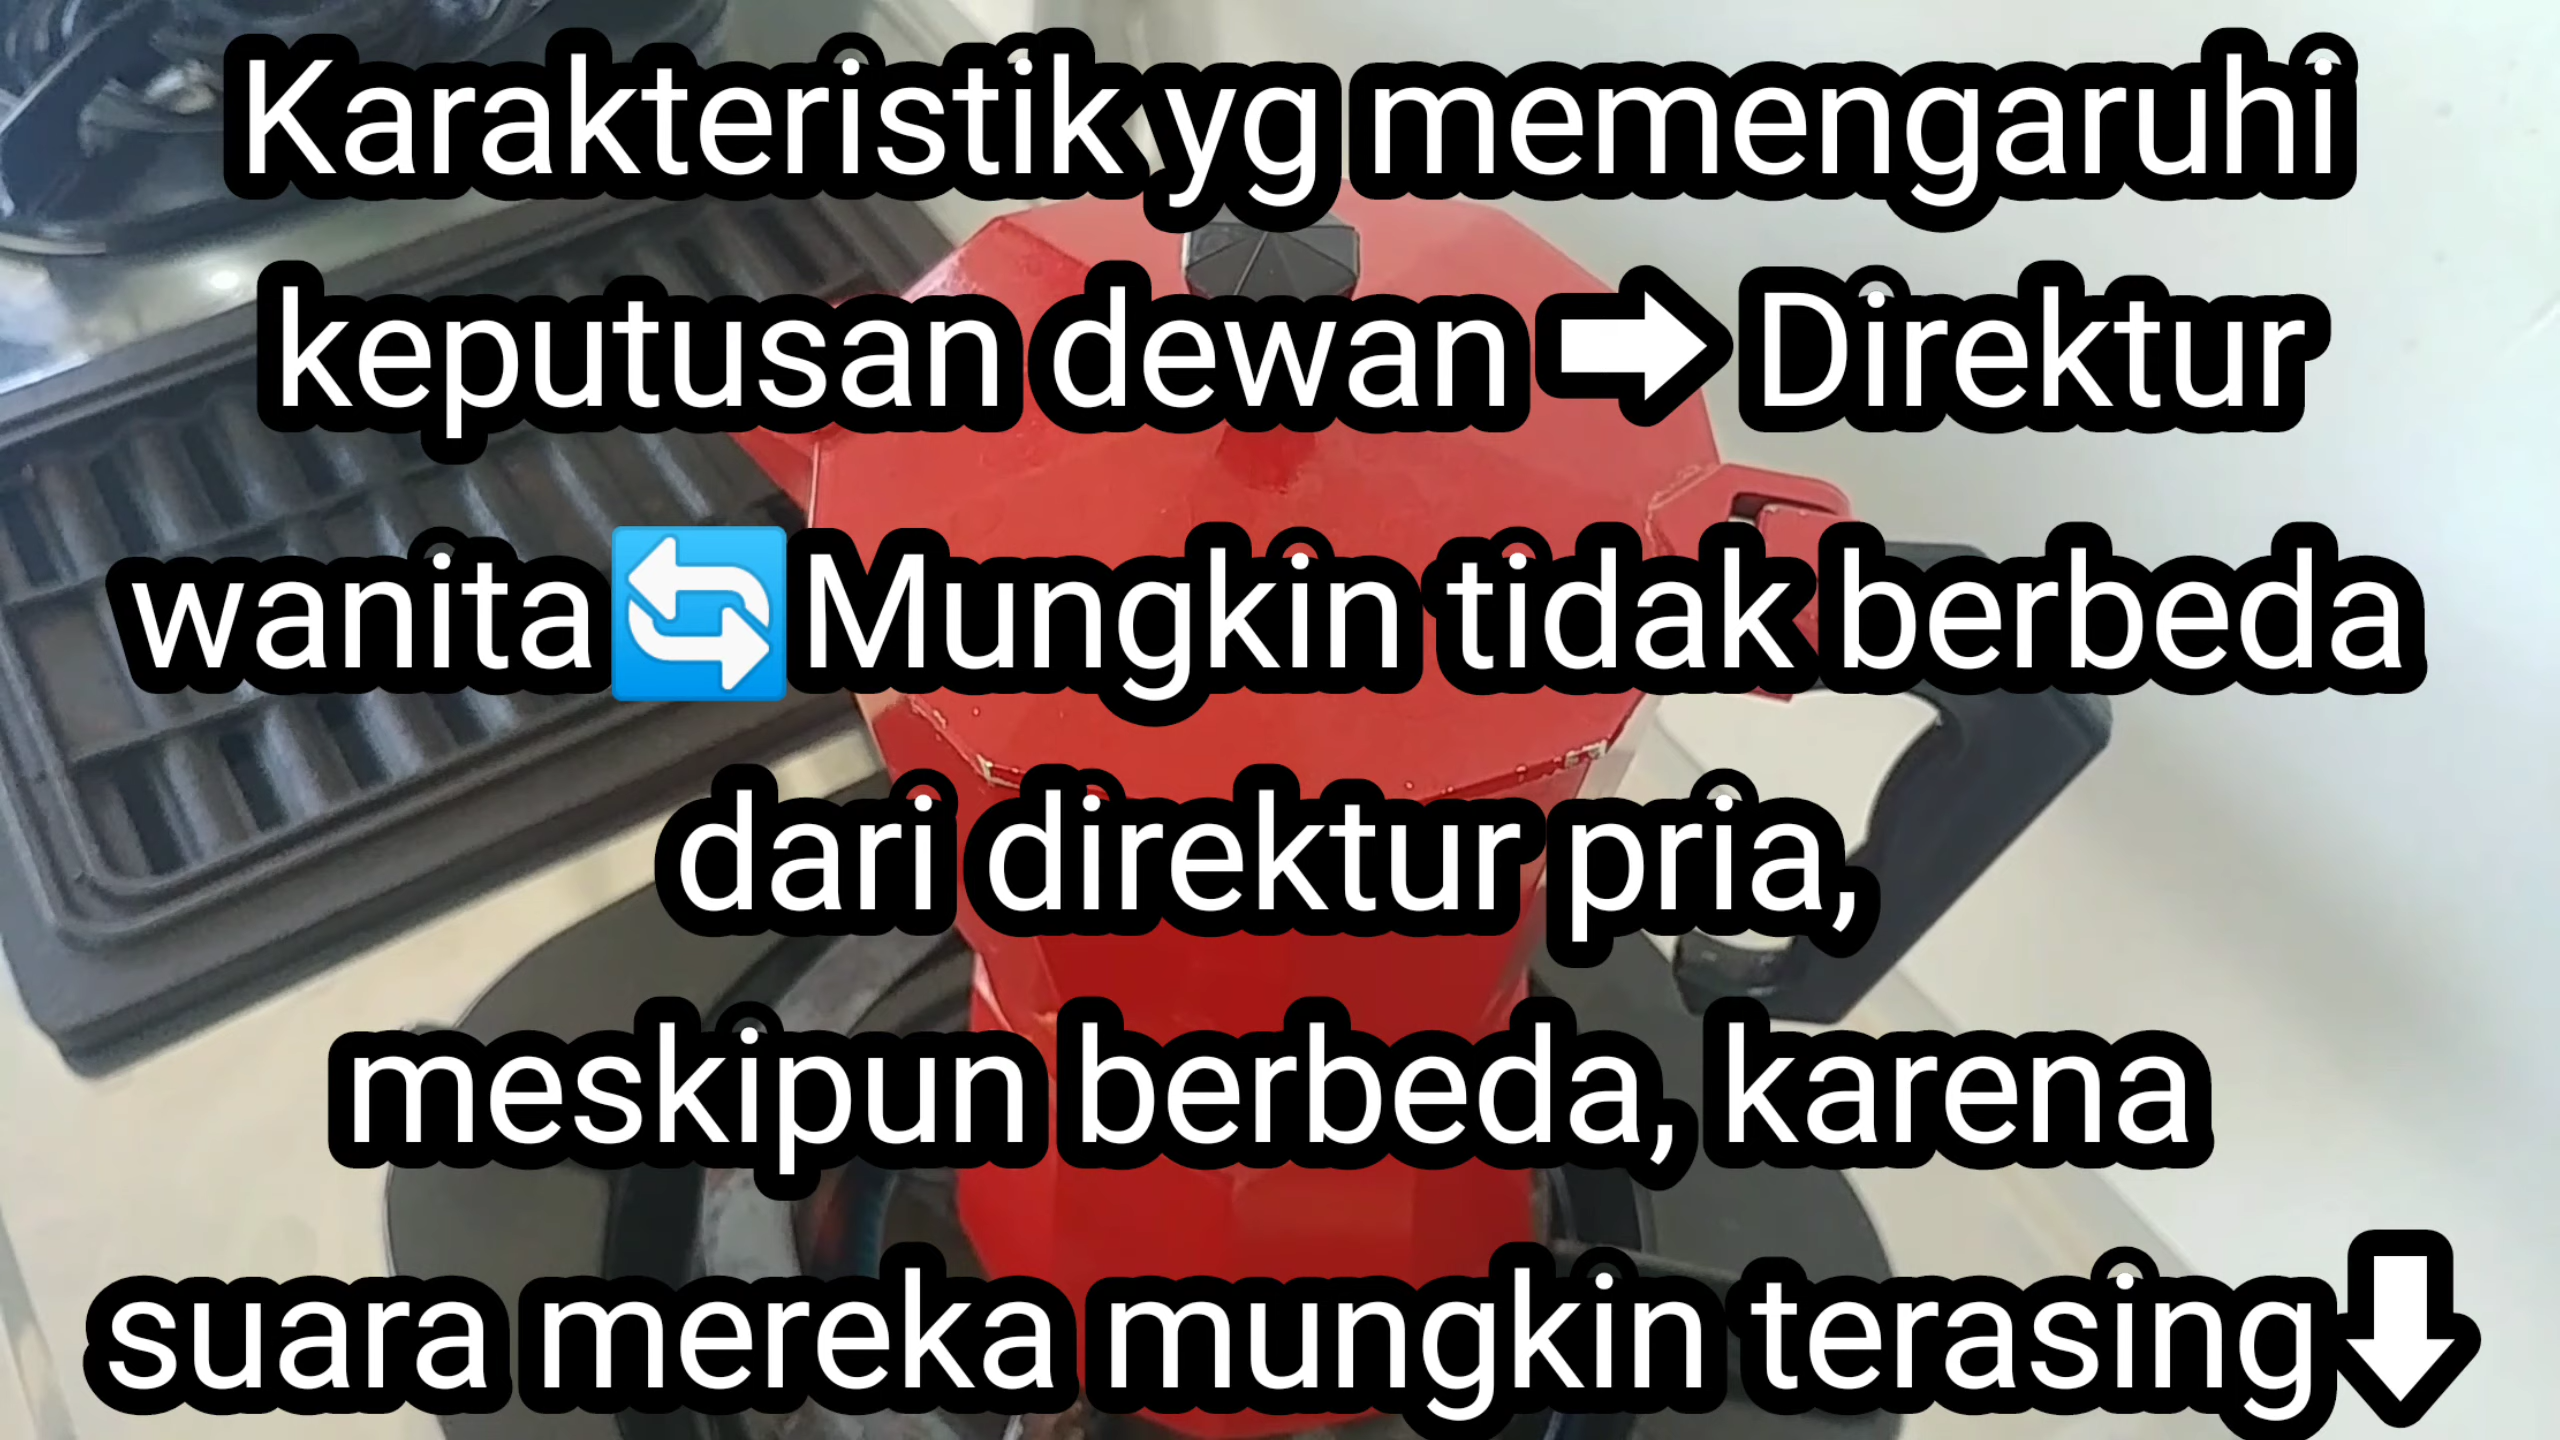 Karakteristik yg memengaruhi
keputusan dewan ➡ Direktur
wanita🔄Mungkin tidak berbeda
dari direktur pria,
meskipun berbeda, karena
suara mereka mungkin terasing⬇